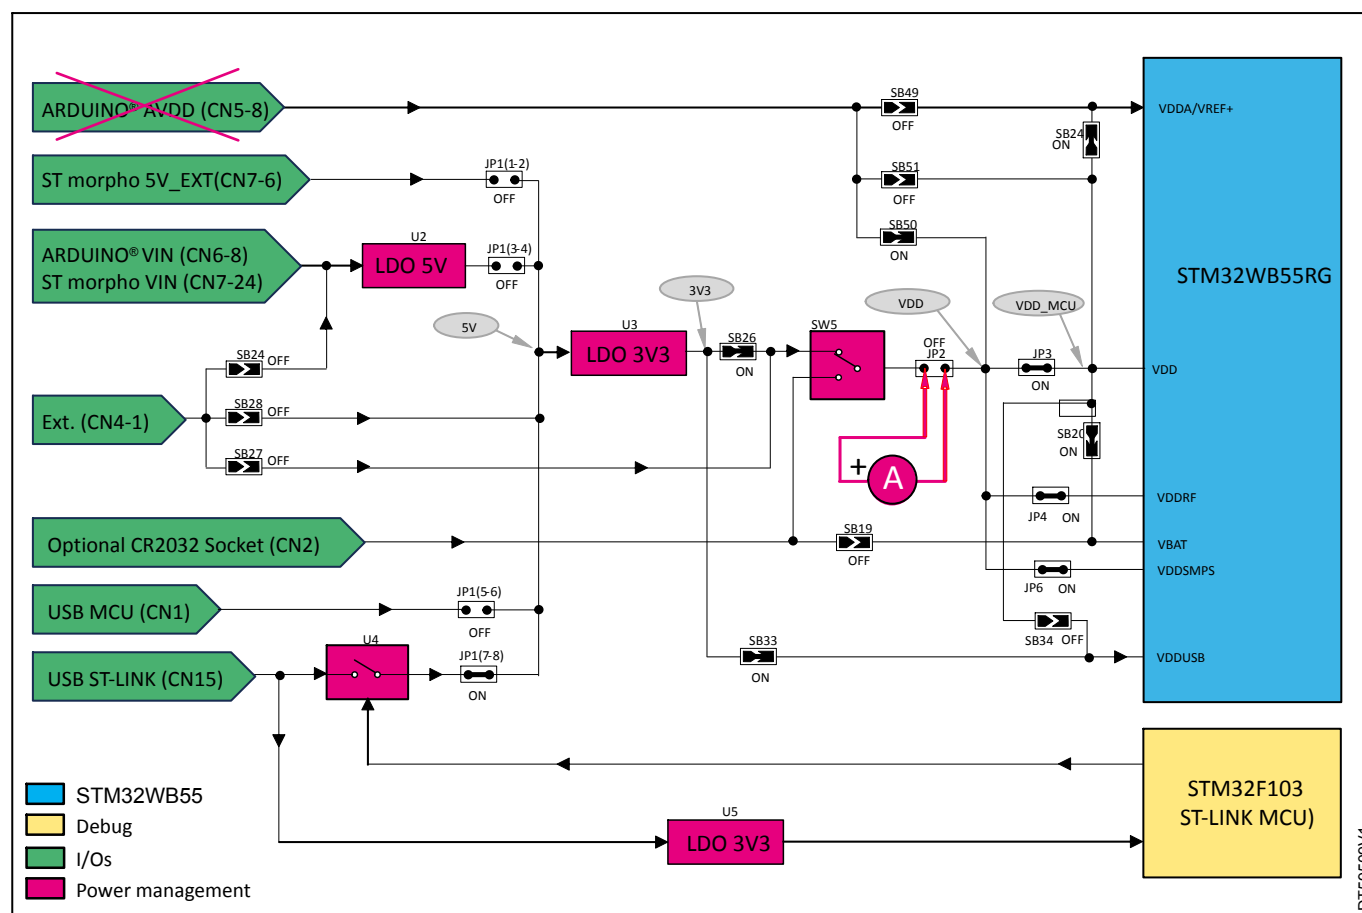 ARDUINO® AVDD (CN5-8)
SB49
OFF
VDDA/VREF+
SB24
ON
ST morpho 5V_EXT(CN7-6)
JP1(1-2)
OFF
SB51
OFF
SB50
ON
ARDUINO® VIN (CN6-8)
ST morpho VIN (CN7-24)
U2
LDO 5V
JP1(3-4)
OFF
STM32WB55RG
5V
3V3
VDD
VDD_MCU
U3
LDO 3V3
SB26
ON
SW5
OFF
JP2
JP3
ON
VDD
SB24
OFF
Ext. (CN4-1)
SB28
OFF
SB27
OFF
+
A
SB20
ON
JP4
ON
VDDRF
Optional CR2032 Socket (CN2)
SB19
OFF
VBAT
JP6
ON
VDDSMPS
USB MCU (CN1)
JP1(5-6)
OFF
SB34
OFF
USB ST-LINK (CN15)
U4
JP1(7-8)
ON
SB33
ON
VDDUSB
STM32F103
ST-LINK MCU)
U5
LDO 3V3
STM32WB55
Debug
I/Os
Power management